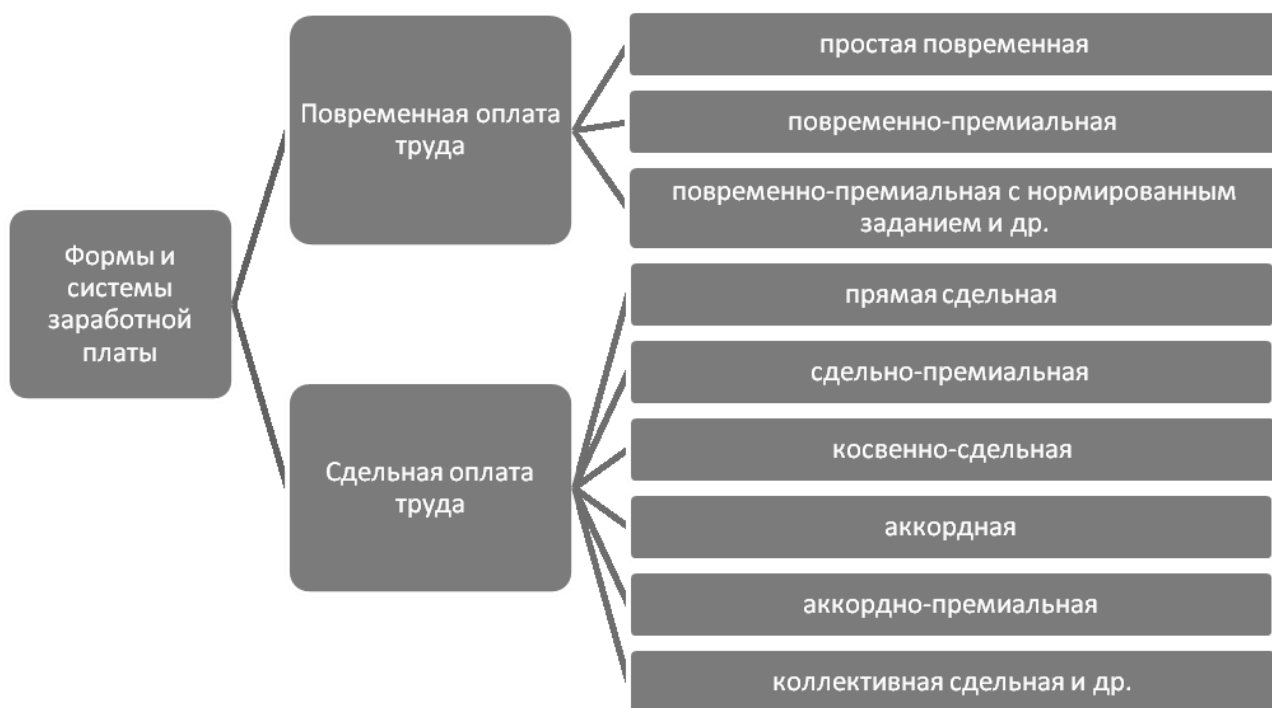 Формы и
системы
заработной
платы
Повременная оплата
труда
простая повременная
повременно-премиальная
повременно-премиальная с нормированным
заданием и др.
Сдельная оплата
труда
прямая сдельная
сдельно-премиальная
косвенно-сдельная
аккордная
аккордно-премиальная
коллективная сдельная и др.